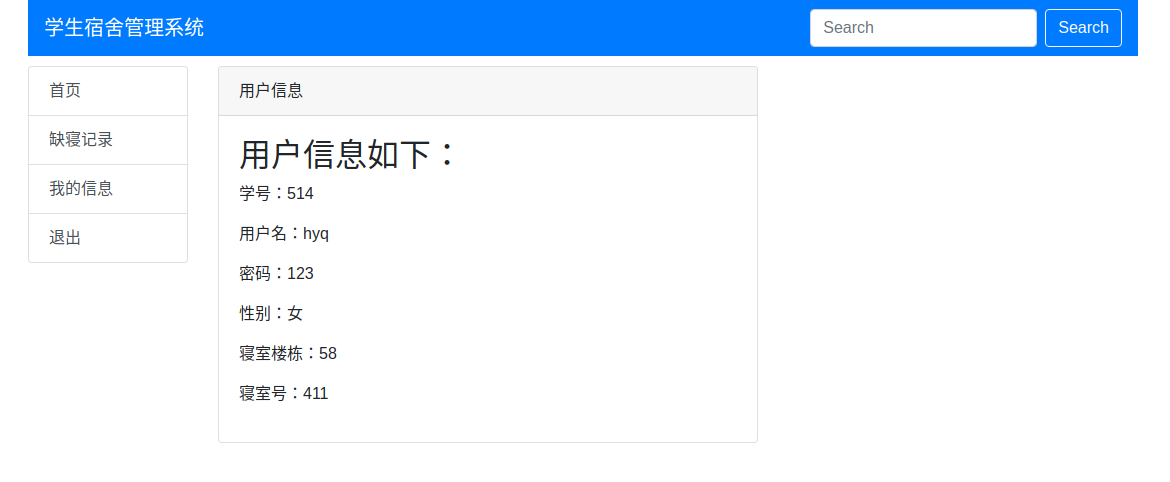 学生宿舍管理系统
Search
Search
首页
缺寝记录
我的信息
退出
用户信息
用户信息如下：
学号：514
用户名：hyq
密码：123
性别：女
寝室楼栋：58
寝室号：411